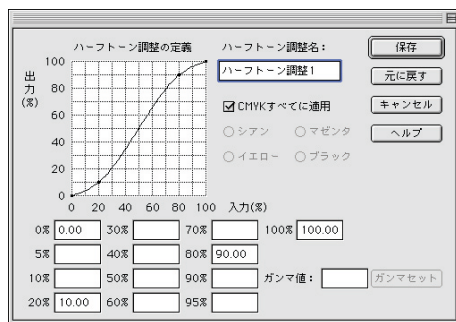 ハーフトーン調整の定義
ハーフトーン調整名:
ハーフトーン調整1
保存
元に戻す
キャンセル
ヘルプ
CMYKすべてに適用
シアン
マゼンタ
イエロー
ブラック
出力(%)
100
80
60
40
20
0
0 20 40 60 80 100 入力(%)
0% 0.00 30% 70% 100% 100.00
5% 40% 80% 90.00
10% 50% 90% ガンマ値: ガンマセット
20% 10.00 60% 95%